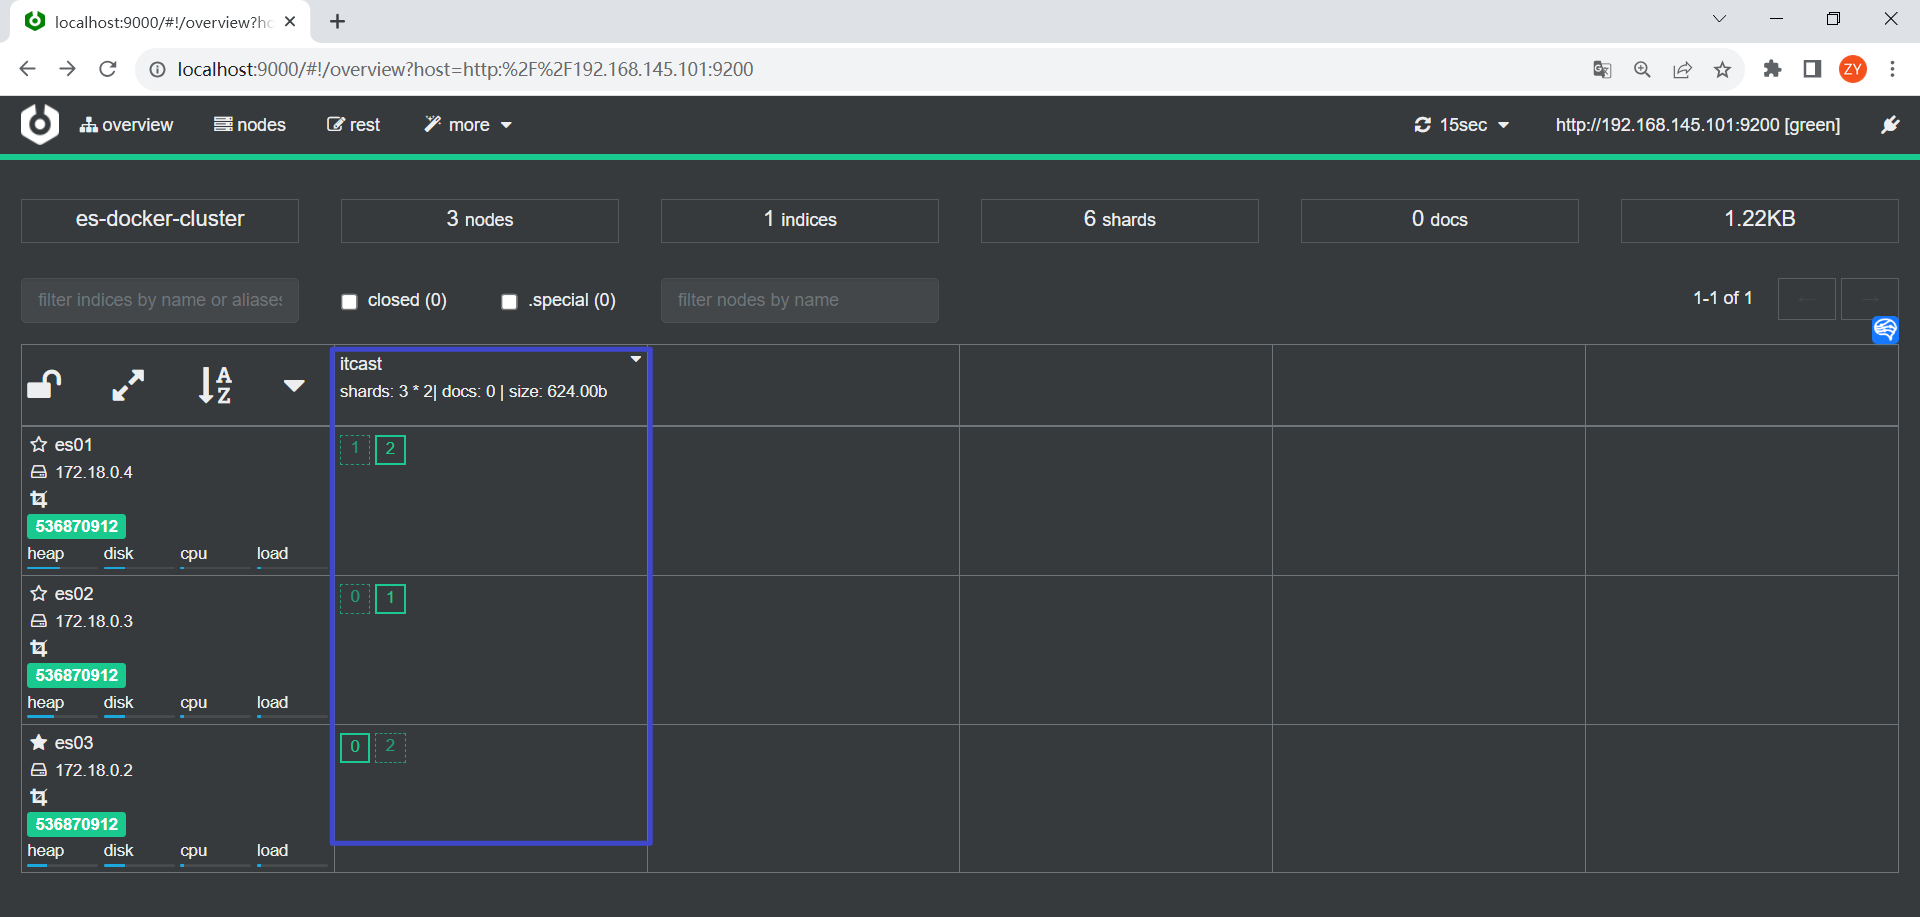 localhost:9000/#!/overview?hc
localhost:9000/#!/overview?host=http:%2F%2F192.168.145.101:9200
ZY
overview nodes rest more 15sec http://192.168.145.101:9200 [green]
es-docker-cluster 3 nodes 1 indices 6 shards 0 docs 1.22KB
filter indices by name or aliases closed (0) .special (0) filter nodes by name 1-1 of 1 ← →
A
Z
itcast
shards: 3 * 2| docs: 0 | size: 624.00b
es01
172.18.0.4
536870912
heap disk cpu load
1 2
es02
172.18.0.3
536870912
heap disk cpu load
0 1
es03
172.18.0.2
536870912
heap disk cpu load
0 2